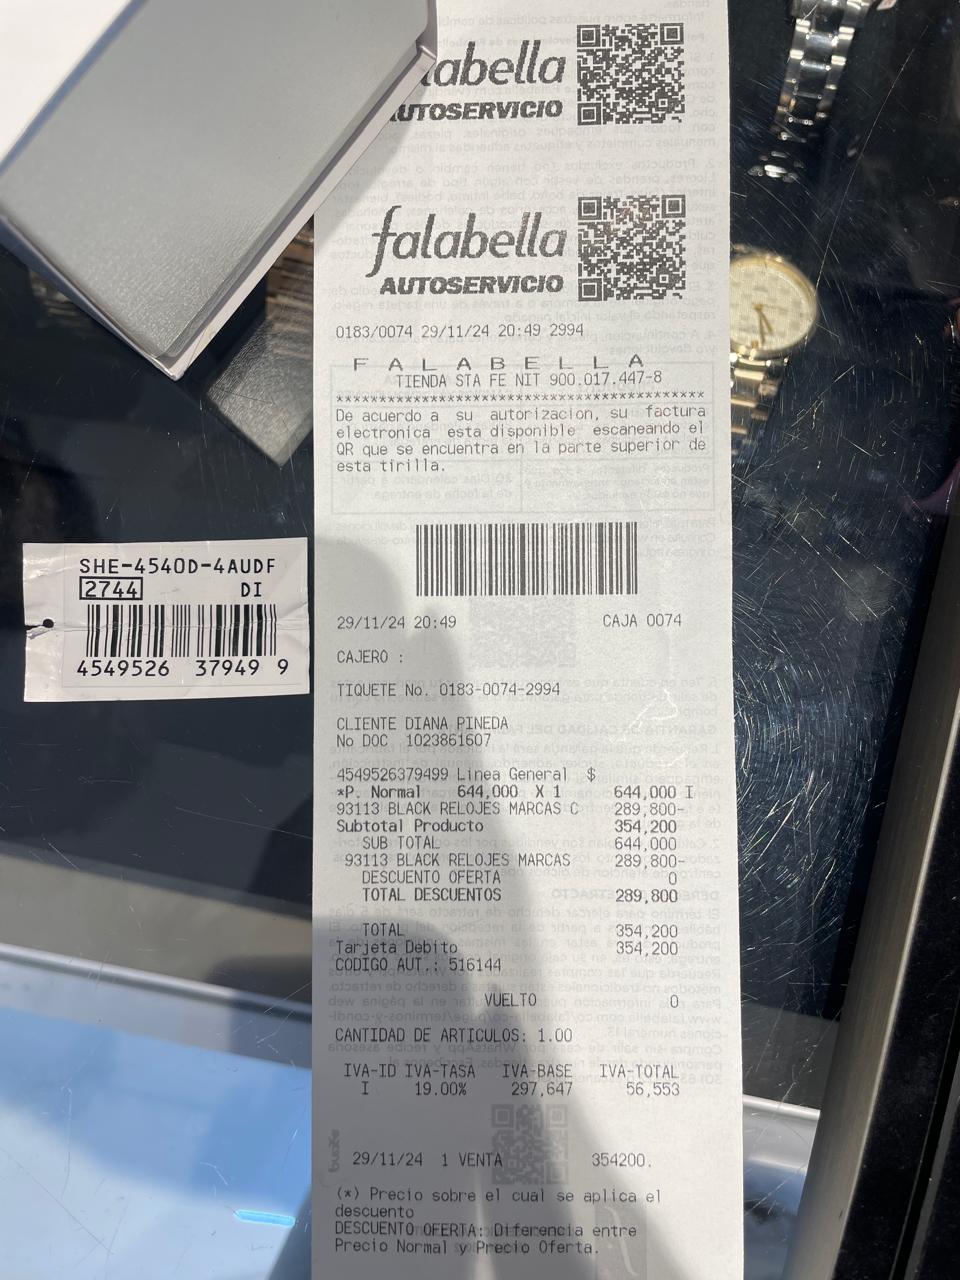 falabella
AUTOSERVICIO
falabella
AUTOSERVICIO
0183/0074 29/11/24 20:49 2994
F A L A B E L L A
TIENDA STA FE NIT 900.017.447-8
******************************************
De acuerdo a su autorizacion, su factura
electronica esta disponible escaneando el
QR que se encuentra en la parte superior de
esta tirilla.
29/11/24 20:49 CAJA 0074
CAJERO :
TIQUETE No. 0183-0074-2994
CLIENTE DIANA PINEDA
No DOC 1023861607
4549526379499 Linea General $
*P. Normal 644,000 X 1 644,000 I
93113 BLACK RELOJES MARCAS C 289,800-
Subtotal Producto 354,200
SUB TOTAL 644,000
93113 BLACK RELOJES MARCAS 289,800-
DESCUENTO OFERTA 0
TOTAL DESCUENTOS 289,800
TOTAL 354,200
Tarjeta Debito 354,200
CODIGO AUT.: 516144
VUELTO 0
CANTIDAD DE ARTICULOS: 1.00
IVA-ID IVA-TASA IVA-BASE IVA-TOTAL
I 19.00% 297,647 56,553
29/11/24 1 VENTA 354200.
(*) Precio sobre el cual se aplica el
descuento
DESCUENTO OFERTA: Diferencia entre
Precio Normal y Precio Oferta.
SHE-4540D-4AUDF
2744 DI
4549526 37949 9